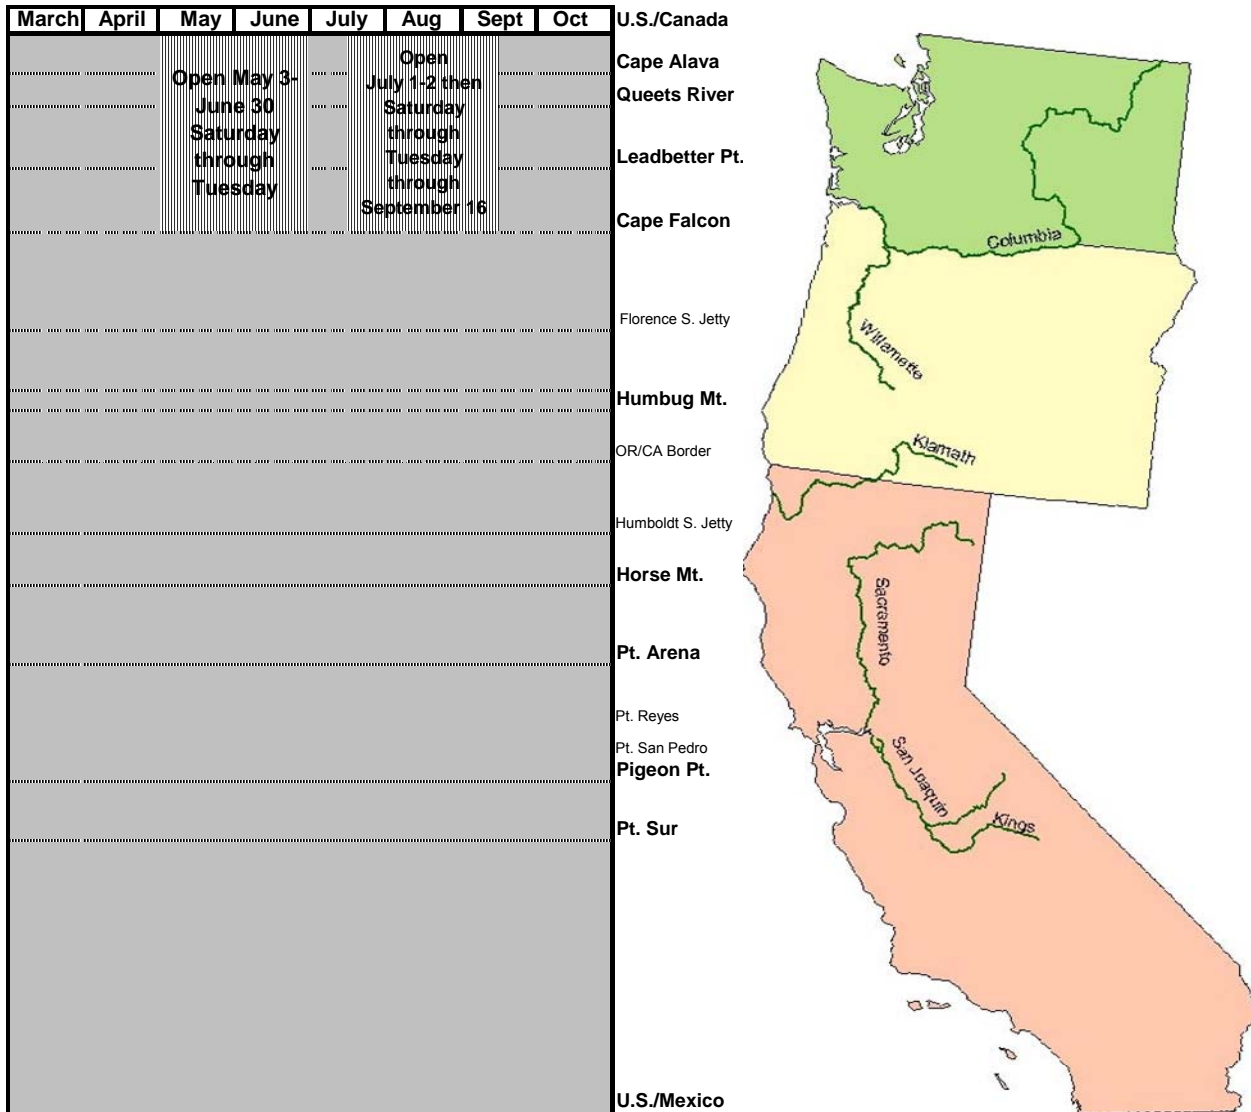 March April May June July Aug Sept Oct
U.S./Canada
Open May 3-
June 30
Saturday
through
Tuesday
Open
July 1-2 then
Saturday
through
Tuesday
through
September 16
Cape Alava
Queets River
Leadbetter Pt.
Cape Falcon
Florence S. Jetty
Humbug Mt.
OR/CA Border
Humboldt S. Jetty
Horse Mt.
Pt. Arena
Pt. Reyes
Pt. San Pedro
Pigeon Pt.
Pt. Sur
U.S./Mexico
Columbia
Willamette
Klamath
Sacramento
San Joaquin
Kings